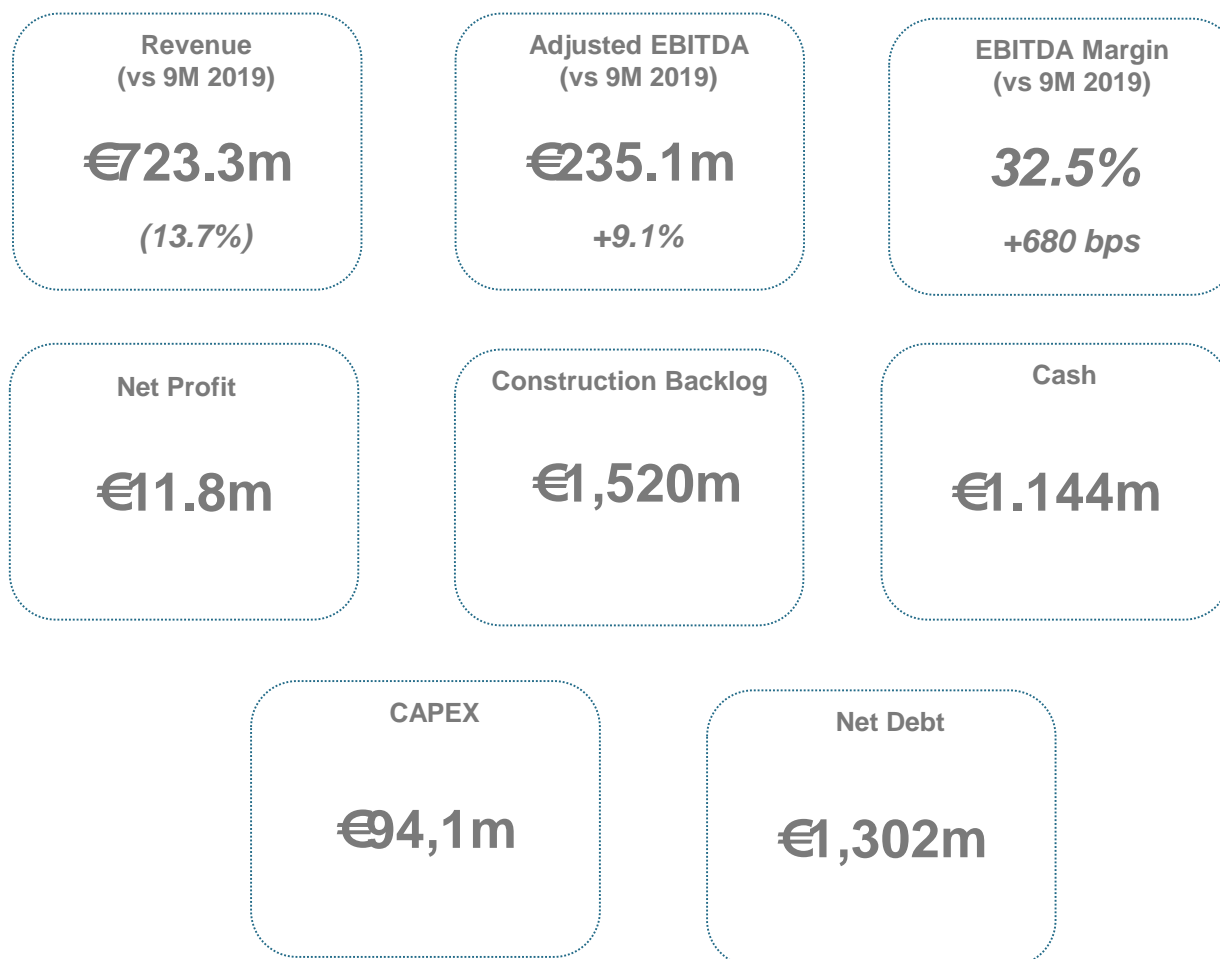 Revenue
(vs 9M 2019)
€723.3m
(13.7%)
Adjusted EBITDA
(vs 9M 2019)
€235.1m
+9.1%
EBITDA Margin
(vs 9M 2019)
32.5%
+680 bps
Net Profit
€11.8m
Construction Backlog
€1,520m
Cash
€1.144m
CAPEX
€94,1m
Net Debt
€1,302m